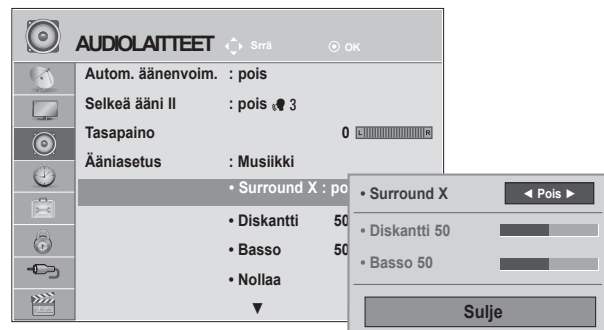 AUDIOLAITTEET Srrä OK
Autom. äänenvoim. : pois
Selkeä ääni II : pois 3
Tasapaino 0 L R
Ääniasetus : Musiikki
• Surround X : po
• Diskantti 50
• Basso 50
• Nollaa
▼
• Surround X ◄ Pois ►
• Diskantti 50
• Basso 50
Sulje